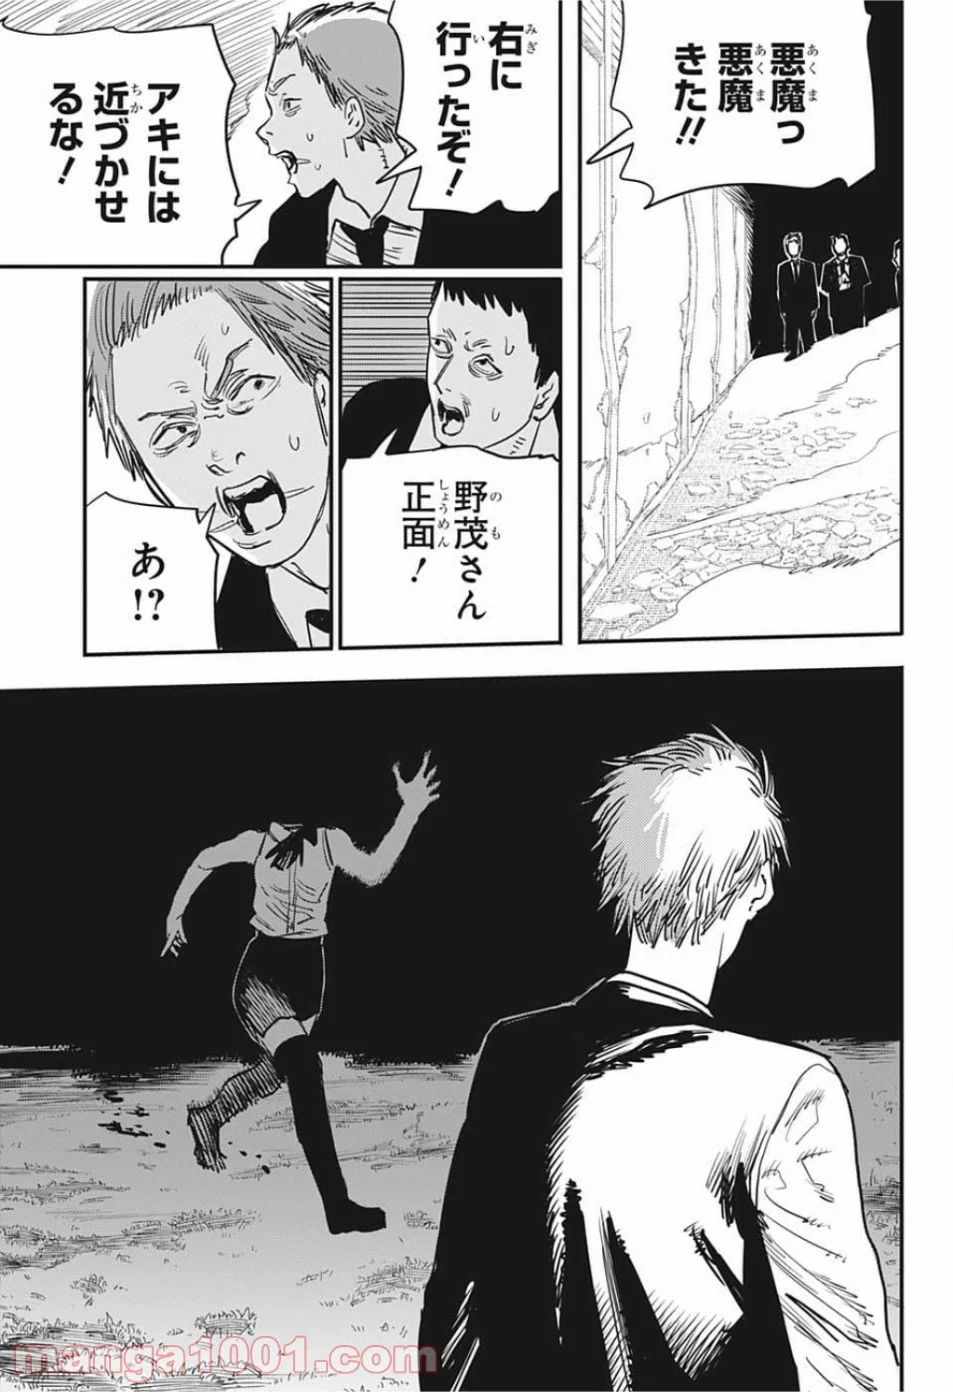 悪魔っ
悪魔
きた!!
右に
行ったぞ!
アキには
近づかせ
るな!
野茂さん
正面!
あ!?
manga1001.com